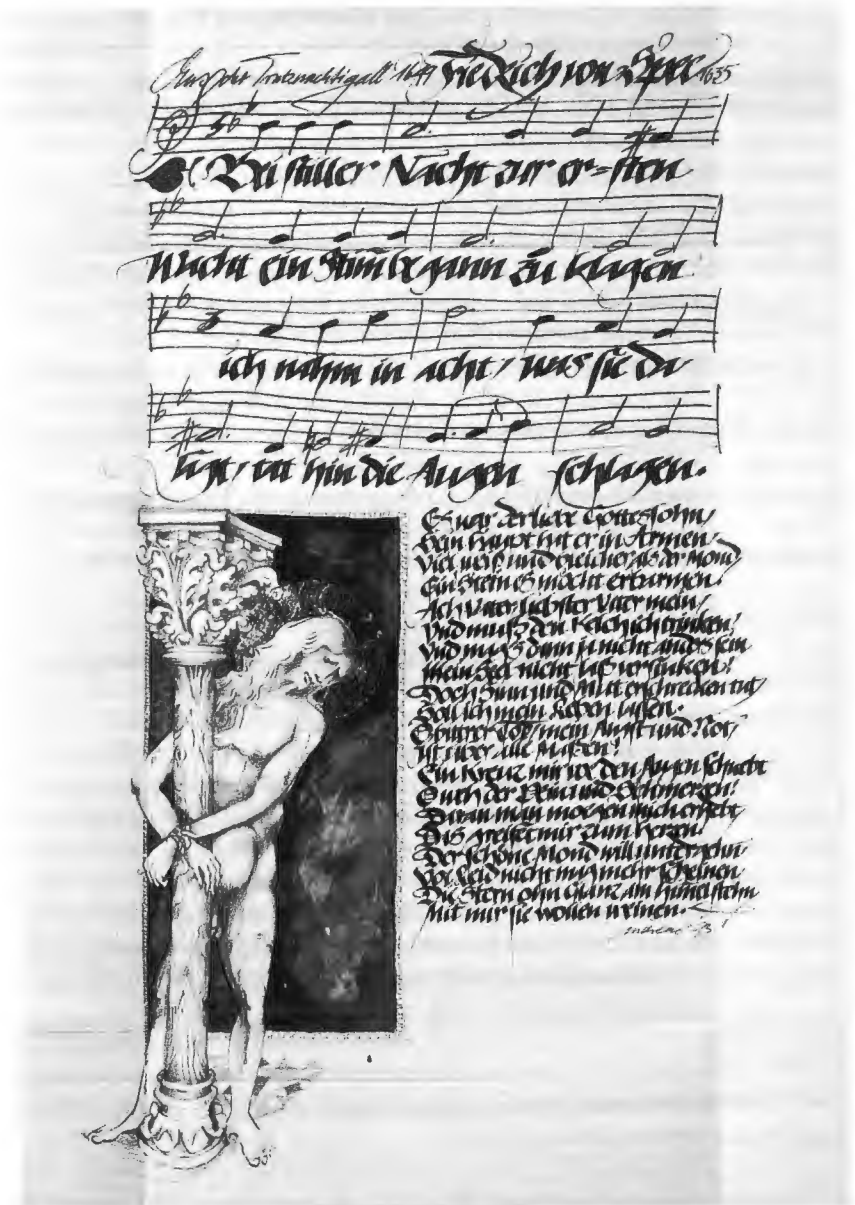 Trutznachtigall 1649 Friedrich von Spee 1635
Bei stiller Nacht zur er=sten
Wacht ein Stim̄ begann zu klagen
ich nahm in acht / was sie da
sagt / tat hin die Augen schlagen.
Es war der liebe Gottessohn /
Sein Haupt hat er in Armen /
Viel weiß und bleicher als der Mond /
Ein Stein es möcht erbarmen.
Ach Vater liebster Vater mein /
Und muß den Kelch ich trinken?
Und muß dann ja nicht anders sein
mein Seel nicht laß versinken!
Doch Sinn und Mut erschrecken tut /
Soll ich mein Leben lassen.
O bittrer Tod / mein Angst und Not /
ist über alle Maßen!
Ein Kreuz mir vor den Augen schwebt
O weh der Pein und Schmerzen!
Daran man morgen mich erhebt /
Das greifet mir zum Herzen.
Der schöne Mond will untergehn
vor Leid nicht mag mehr scheinen
Die Stern ohn Glanz am Himel stehn
Mit mir sie wollen weinen.